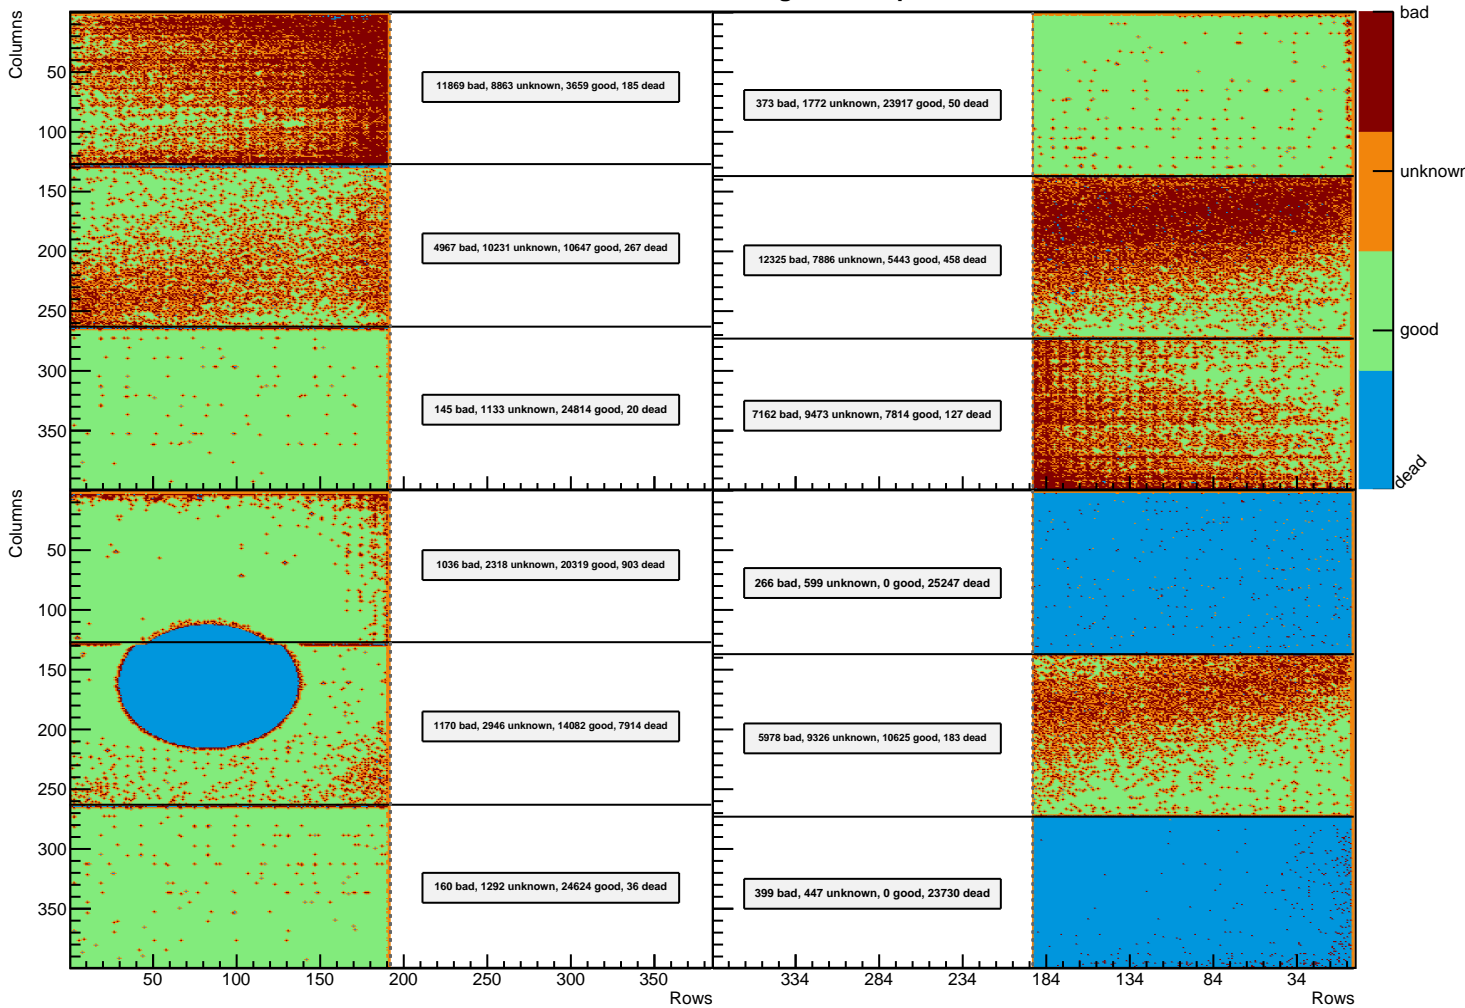 bad
Columns
50
100
150
200
250
300
350
11869 bad, 8863 unknown, 3659 good, 185 dead
4967 bad, 10231 unknown, 10647 good, 267 dead
145 bad, 1133 unknown, 24814 good, 20 dead
373 bad, 1772 unknown, 23917 good, 50 dead
12325 bad, 7886 unknown, 5443 good, 458 dead
7162 bad, 9473 unknown, 7814 good, 127 dead
unknown
good
dead
Columns
50
100
150
200
250
300
350
1036 bad, 2318 unknown, 20319 good, 903 dead
1170 bad, 2946 unknown, 14082 good, 7914 dead
160 bad, 1292 unknown, 24624 good, 36 dead
266 bad, 599 unknown, 0 good, 25247 dead
5978 bad, 9326 unknown, 10625 good, 183 dead
399 bad, 447 unknown, 0 good, 23730 dead
50 100 150 200 250 300 350
334 284 234 184 134 84 34
Rows
Rows